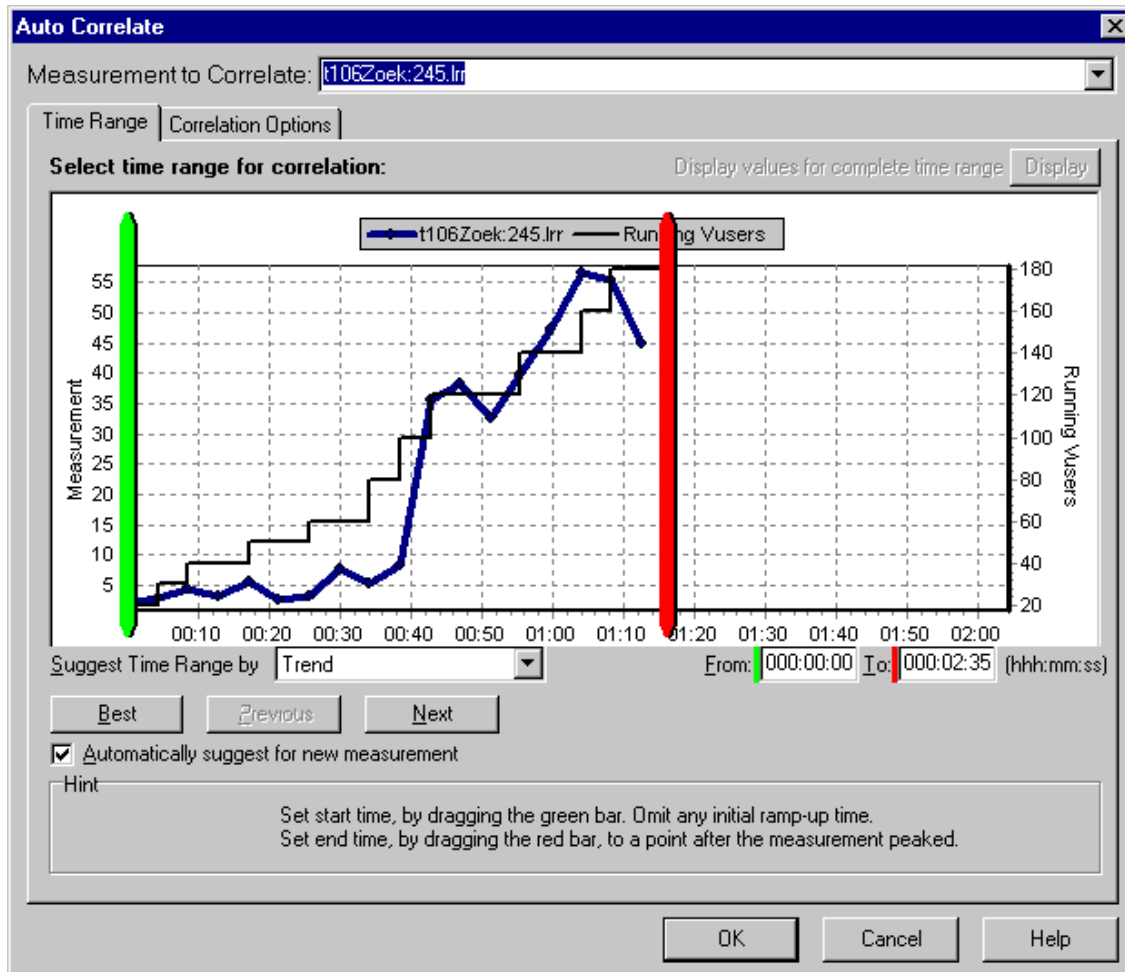 Auto Correlate
Measurement to Correlate: t106Zoek:245.lrr
Time Range Correlation Options
Select time range for correlation: Display values for complete time range Display
t106Zoek:245.lrr Running Vusers
Measurement
55
50
45
40
35
30
25
20
15
10
5
180
160
140
120
100
80
60
40
20
Running Vusers
00:10 00:20 00:30 00:40 00:50 01:00 01:10 01:20 01:30 01:40 01:50 02:00
Suggest Time Range by Trend From: 000:00:00 To: 000:02:35 (hhh:mm:ss)
Best Previous Next
Automatically suggest for new measurement
Hint
Set start time, by dragging the green bar. Omit any initial ramp-up time.
Set end time, by dragging the red bar, to a point after the measurement peaked.
OK Cancel Help